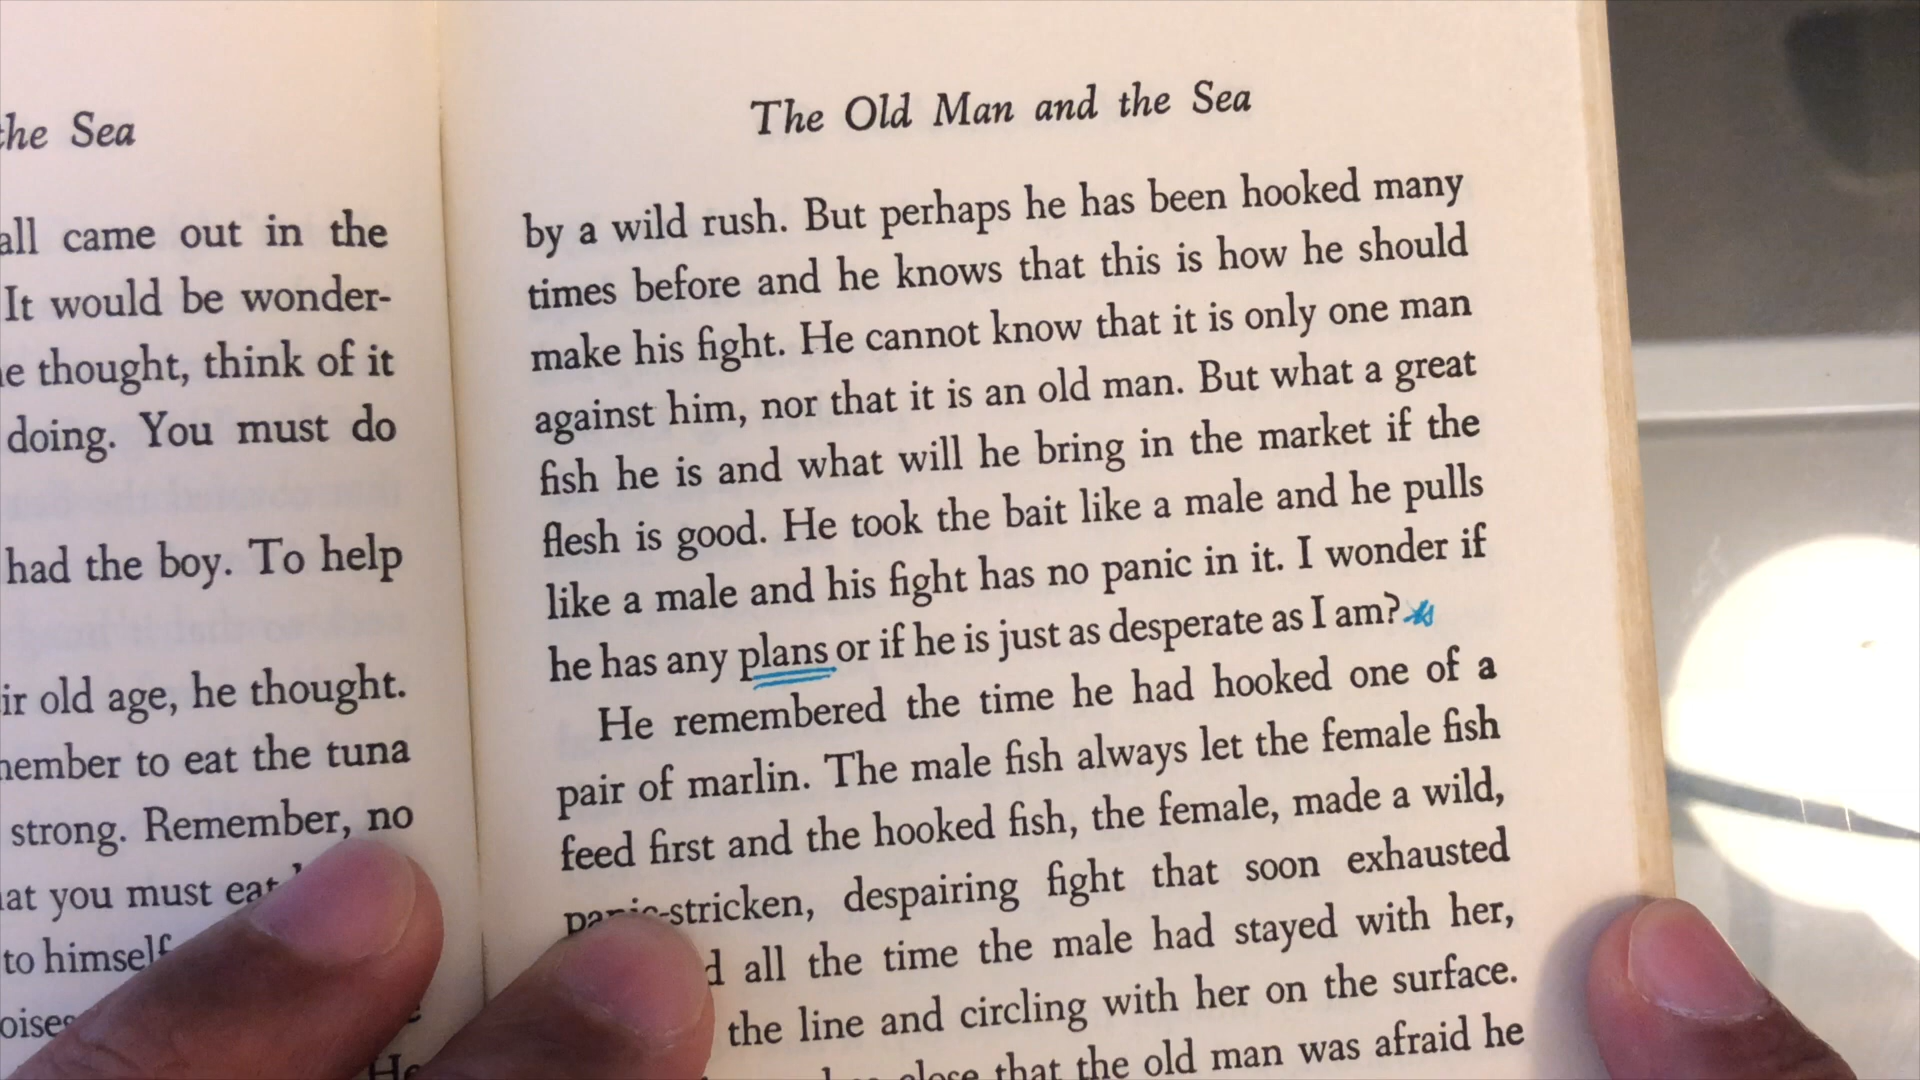 the Sea
all came out in the
It would be wonder-
he thought, think of it
doing. You must do
had the boy. To help
old age, he thought.
to eat the tuna
strong. Remember, no
you must eat
to himself
He
The Old Man and the Sea
by a wild rush. But perhaps he has been hooked many
times before and he knows that this is how he should
make his fight. He cannot know that it is only one man
against him, nor that it is an old man. But what a great
fish he is and what will he bring in the market if the
flesh is good. He took the bait like a male and he pulls
like a male and his fight has no panic in it. I wonder if
he has any plans or if he is just as desperate as I am?
He remembered the time he had hooked one of a
pair of marlin. The male fish always let the female fish
feed first and the hooked fish, the female, made a wild,
panic-stricken, despairing fight that soon exhausted
all the time the male had stayed with her,
the line and circling with her on the surface.
close that the old man was afraid he